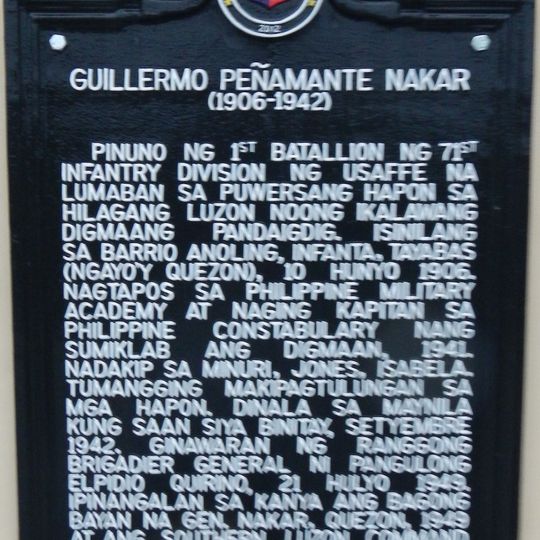 2012
GUILLERMO PEÑAMANTE NAKAR
(1906-1942)
PINUNO NG 1ST BATALLION NG 71ST
INFANTRY DIVISION NG USAFFE NA
LUMABAN SA PUWERSANG HAPON SA
HILAGANG LUZON NOONG IKALAWANG
DIGMAANG PANDAIGDIG. ISINILANG
SA BARRIO ANOLING, INFANTA, TAYABAS
(NGAYO'Y QUEZON), 10 HUNYO 1906.
NAGTAPOS SA PHILIPPINE MILITARY
ACADEMY AT NAGING KAPITAN SA
PHILIPPINE CONSTABULARY NANG
SUMIKLAB ANG DIGMAAN, 1941.
NADAKIP SA MINURI, JONES, ISABELA.
TUMANGGING MAKIPAGTULUNGAN SA
MGA HAPON. DINALA SA MAYNILA
KUNG SAAN SIYA BINITAY, SETYEMBRE
1942. GINAWARAN NG RANGGONG
BRIGADIER GENERAL NI PANGULONG
ELPIDIO QUIRINO, 21 HULYO 1949.
IPINANGALAN SA KANYA ANG BAGONG
BAYAN NA GEN. NAKAR, QUEZON, 1949
AT ANG SOUTHERN LUZON COMMAND